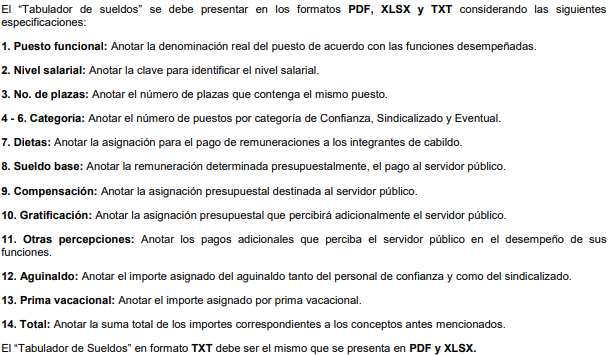 El “Tabulador de sueldos” se debe presentar en los formatos PDF, XLSX y TXT considerando las siguientes
especificaciones:
1. Puesto funcional: Anotar la denominación real del puesto de acuerdo con las funciones desempeñadas.
2. Nivel salarial: Anotar la clave para identificar el nivel salarial.
3. No. de plazas: Anotar el número de plazas que contenga el mismo puesto.
4 - 6. Categoría: Anotar el número de puestos por categoría de Confianza, Sindicalizado y Eventual.
7. Dietas: Anotar la asignación para el pago de remuneraciones a los integrantes de cabildo.
8. Sueldo base: Anotar la remuneración determinada presupuestalmente, el pago al servidor público.
9. Compensación: Anotar la asignación presupuestal destinada al servidor público.
10. Gratificación: Anotar la asignación presupuestal que percibirá adicionalmente el servidor público.
11. Otras percepciones: Anotar los pagos adicionales que perciba el servidor público en el desempeño de sus
funciones.
12. Aguinaldo: Anotar el importe asignado del aguinaldo tanto del personal de confianza y como del sindicalizado.
13. Prima vacacional: Anotar el importe asignado por prima vacacional.
14. Total: Anotar la suma total de los importes correspondientes a los conceptos antes mencionados.
El “Tabulador de Sueldos” en formato TXT debe ser el mismo que se presenta en PDF y XLSX.